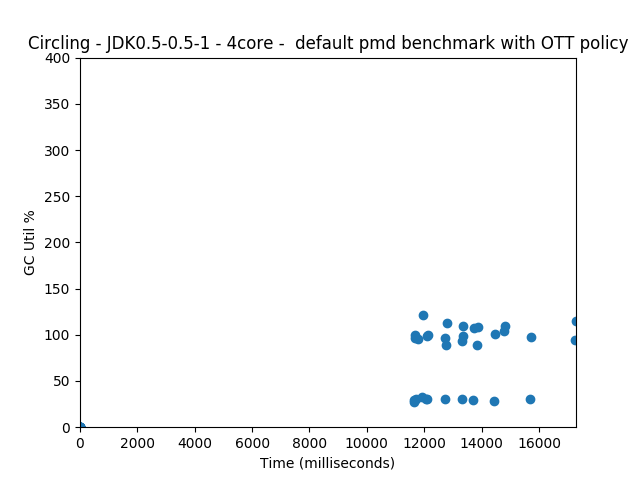 Circling - JDK0.5-0.5-1 - 4core -  default pmd benchmark with OTT policy
400
350
300
250
200
150
100
50
0
GC Util %
0 2000 4000 6000 8000 10000 12000 14000 16000
Time (milliseconds)